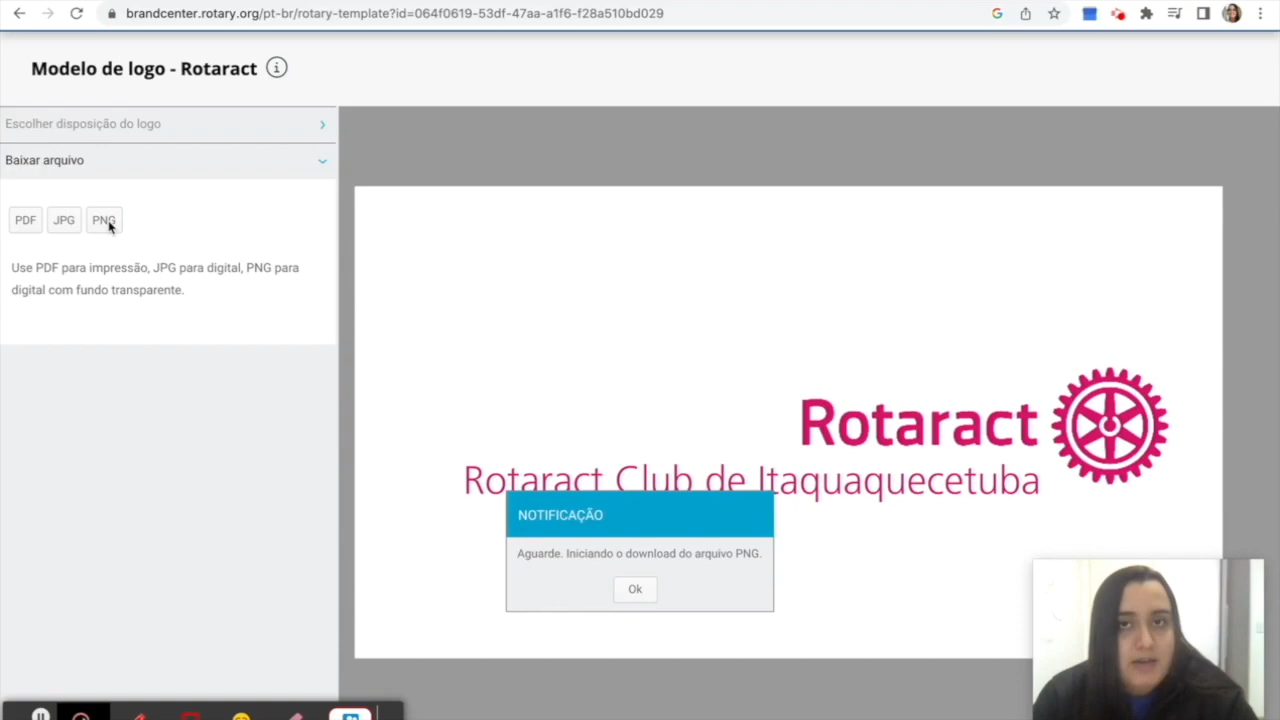 brandcenter.rotary.org/pt-br/rotary-template?id=064f0619-53df-47aa-a1f6-f28a510bd029
Modelo de logo - Rotaract
Escolher disposição do logo
Baixar arquivo
PDF JPG PNG
Use PDF para impressão, JPG para digital, PNG para
digital com fundo transparente.
Rotaract
Rotaract Club de Itaquaquecetuba
NOTIFICAÇÃO
Aguarde. Iniciando o download do arquivo PNG.
Ok